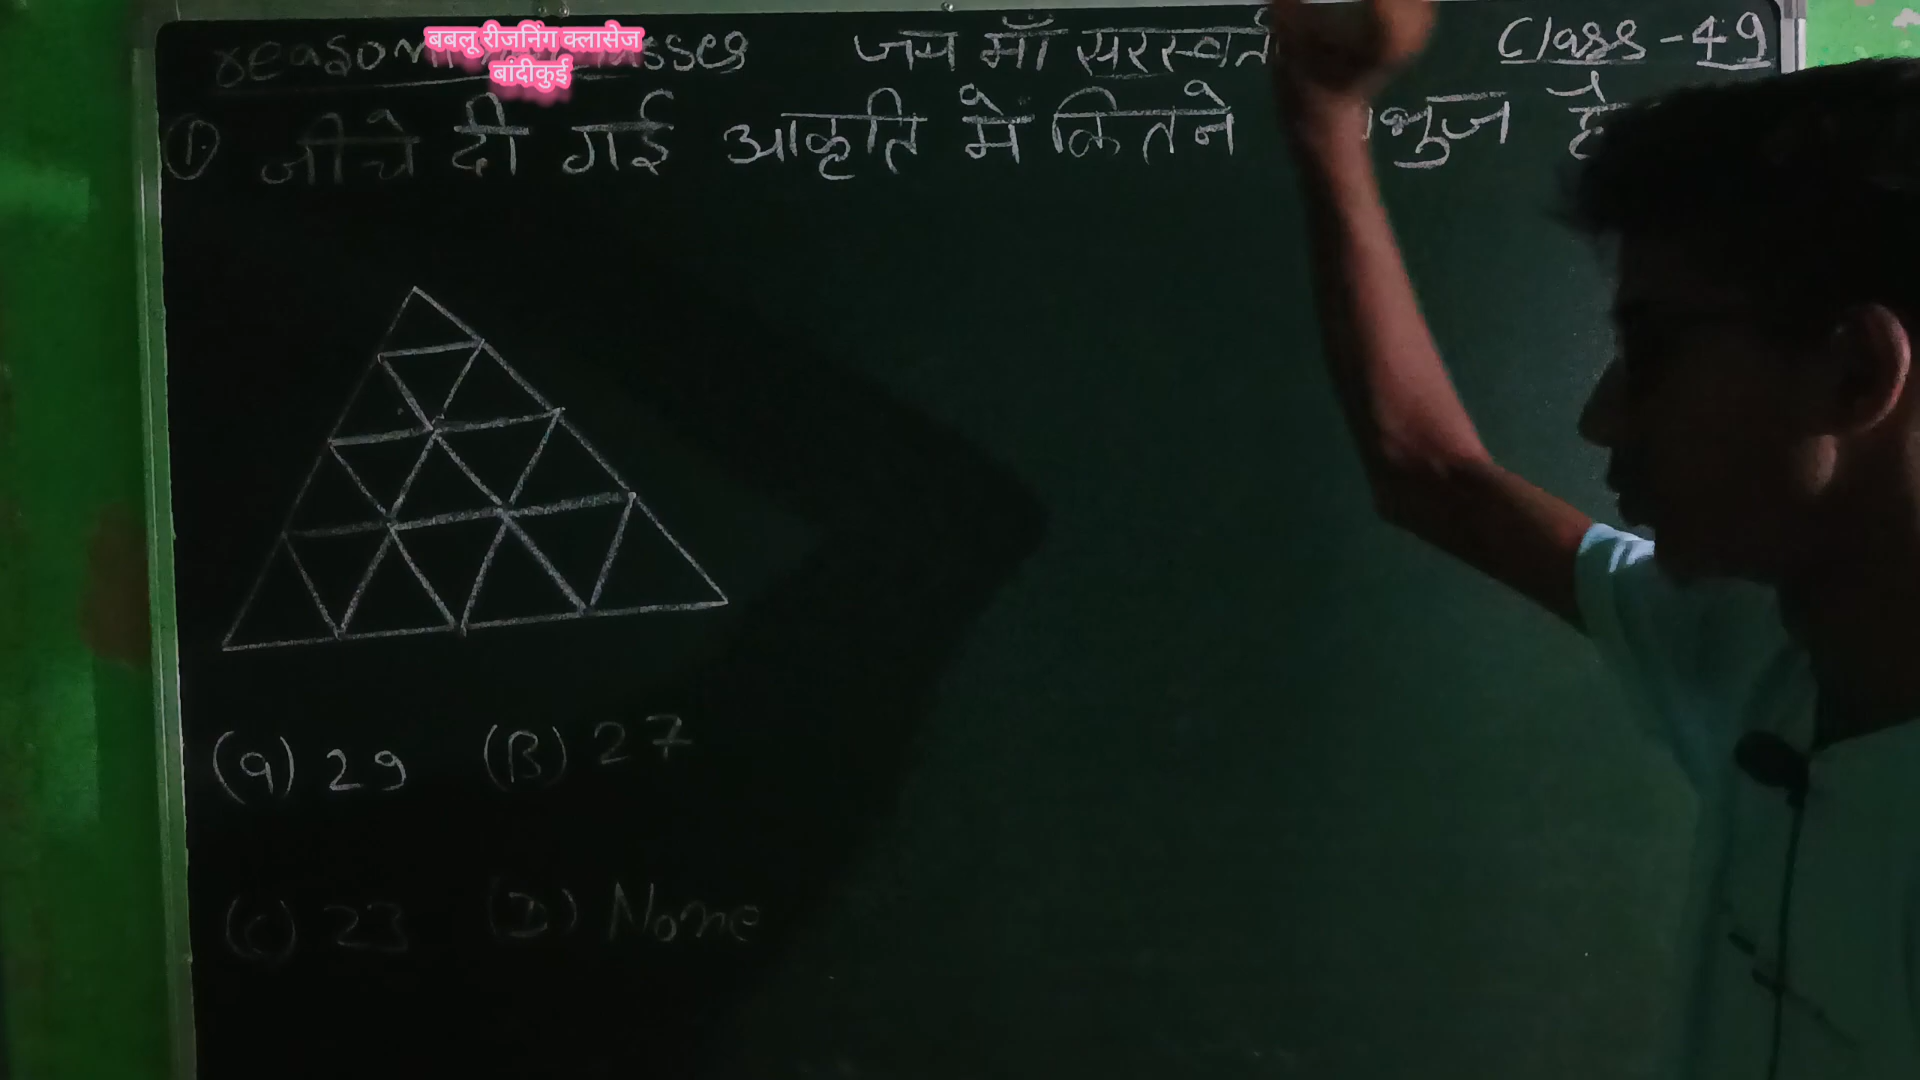 बबलू रीजनिंग क्लासेज
बांदीकुई
जय माँ सरस्वती
Class-49
① नीचे दी गई आकृति मे कितने भुज है
(a) 29 (B) 27
(c) 23 (D) None